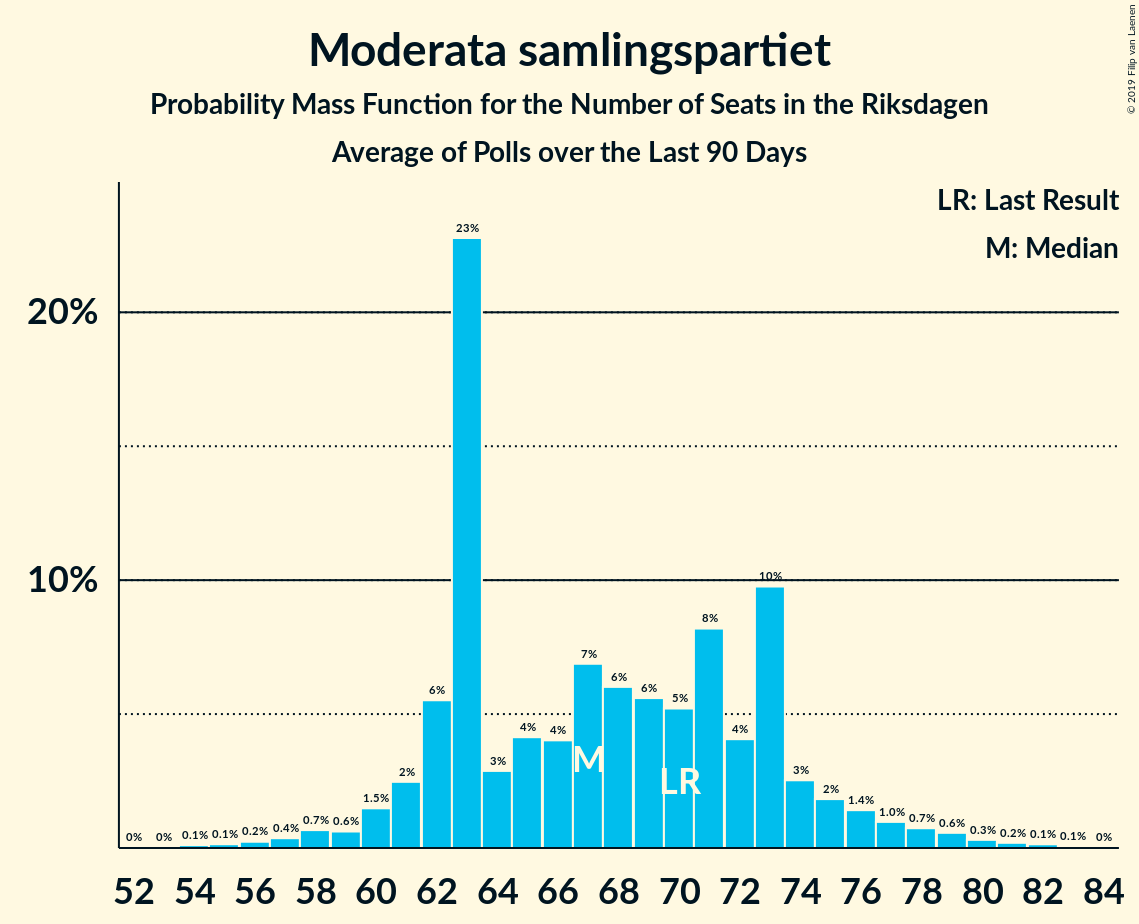 Moderata samlingspartiet
Probability Mass Function for the Number of Seats in the Riksdagen
Average of Polls over the Last 90 Days
© 2019 Filip van Laenen
LR: Last Result
M: Median
20%
10%
0% 0% 0.1% 0.1% 0.2% 0.4% 0.7% 0.6% 1.5% 2% 6% 23% 3% 4% 4% 7% 6% 6% 5% 8% 4% 10% 3% 2% 1.4% 1.0% 0.7% 0.6% 0.3% 0.2% 0.1% 0.1% 0%
M
LR
52 54 56 58 60 62 64 66 68 70 72 74 76 78 80 82 84